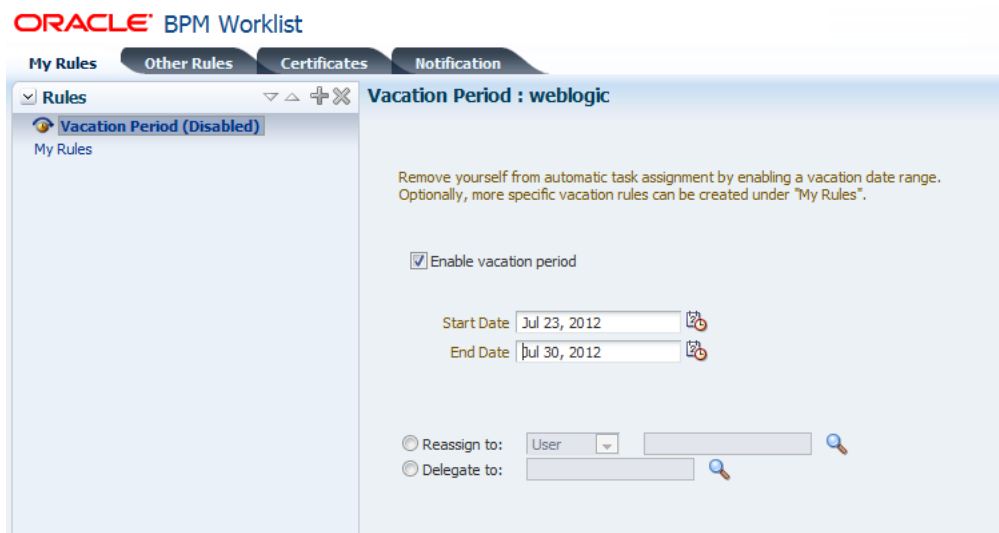 ORACLE BPM Worklist
My Rules Other Rules Certificates Notification
Rules
Vacation Period : weblogic
Vacation Period (Disabled)
My Rules
Remove yourself from automatic task assignment by enabling a vacation date range.
Optionally, more specific vacation rules can be created under "My Rules".
Enable vacation period
Start Date Jul 23, 2012
End Date Jul 30, 2012
Reassign to: User
Delegate to: